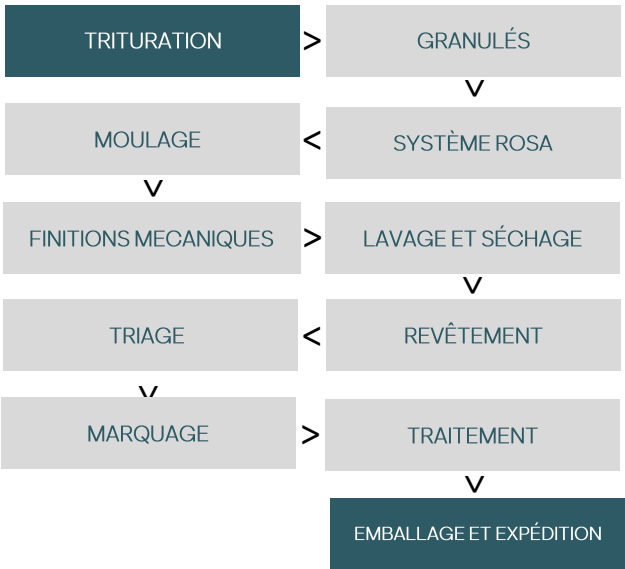 TRITURATION > GRANULÉS
V
MOULAGE < SYSTÈME ROSA
V
FINITIONS MECANIQUES > LAVAGE ET SÉCHAGE
V
TRIAGE < REVÊTEMENT
V
MARQUAGE > TRAITEMENT
V
EMBALLAGE ET EXPÉDITION